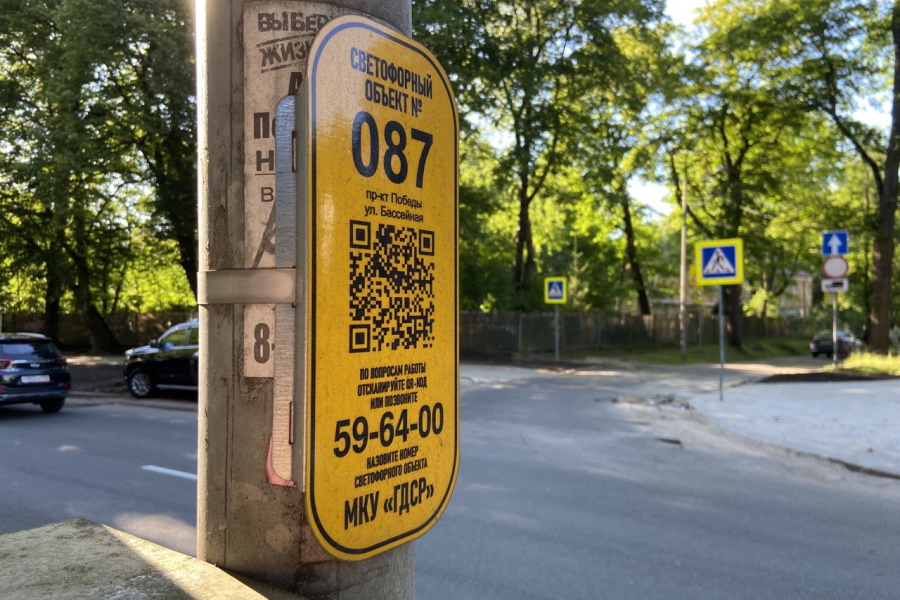 ВЫБЕР
ЖИЗ
А
П
Н
В
8-
СВЕТОФОРНЫЙ
ОБЪЕКТ №
087
пр-кт Победы
ул. Бассейная
ПО ВОПРОСАМ РАБОТЫ
ОТСКАНИРУЙТЕ QR-КОД
ИЛИ ПОЗВОНИТЕ
59-64-00
НАЗОВИТЕ НОМЕР
СВЕТОФОРНОГО ОБЪЕКТА
МКУ «ГДСР»